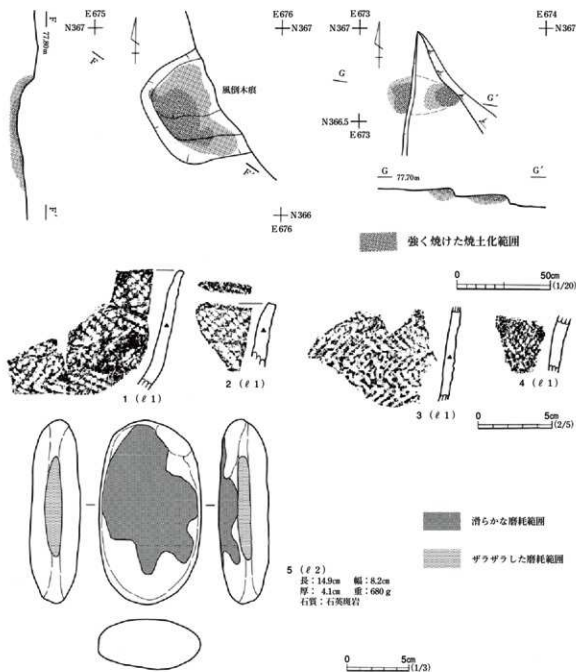 F
77.80m
F
F′
E675
N367
E676
N367
風倒木痕
F′
N366
E676
E673
N367
E674
N367
G
G′
N366.5
E673
G 77.70m G′
強く焼けた焼土化範囲
0 50cm
(1/20)
1 (ℓ1)
2 (ℓ1)
3 (ℓ1)
4 (ℓ1)
0 5cm
(2/5)
滑らかな磨耗範囲
ザラザラした磨耗範囲
5 (ℓ2)
長:14.9cm 幅:8.2cm
厚: 4.1cm 重:680g
石質:石英斑岩
0 5cm
(1/3)